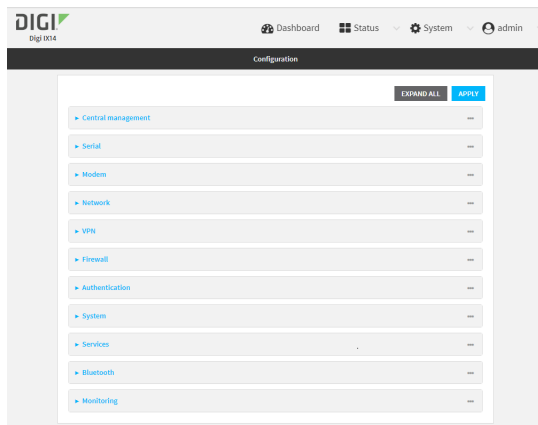 DIGI
Digi IX14
Dashboard
Status
System
admin
Configuration
EXPAND ALL
APPLY
Central management
Serial
Modem
Network
VPN
Firewall
Authentication
System
Services
Bluetooth
Monitoring